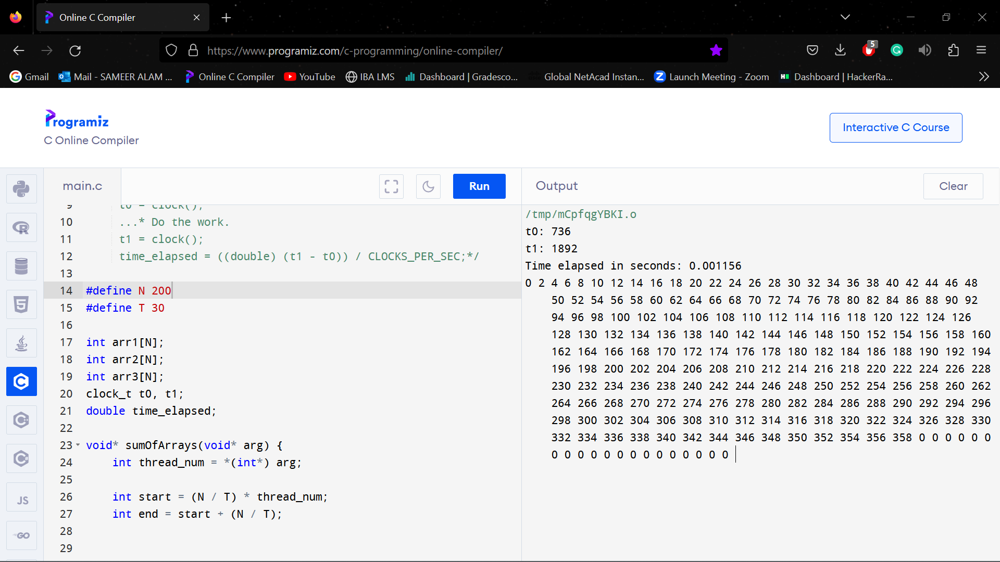 Online C Compiler
https://www.programiz.com/c-programming/online-compiler/
5
Gmail
Mail - SAMEER ALAM ...
Online C Compiler
YouTube
IBA LMS
Dashboard | Gradesco...
Global NetAcad Instan...
Launch Meeting - Zoom
Dashboard | HackerRa...
Programiz
C Online Compiler
Interactive C Course
main.c
Run
Output
Clear
9 t0 = clock();
10 ...* Do the work.
11 t1 = clock();
12 time_elapsed = ((double) (t1 - t0)) / CLOCKS_PER_SEC;*/
13
14 #define N 200
15 #define T 30
16
17 int arr1[N];
18 int arr2[N];
19 int arr3[N];
20 clock_t t0, t1;
21 double time_elapsed;
22
23 void* sumOfArrays(void* arg) {
24 int thread_num = *(int*) arg;
25
26 int start = (N / T) * thread_num;
27 int end = start + (N / T);
28
29
/tmp/mCpfqgYBKI.o
t0: 736
t1: 1892
Time elapsed in seconds: 0.001156
0 2 4 6 8 10 12 14 16 18 20 22 24 26 28 30 32 34 36 38 40 42 44 46 48
50 52 54 56 58 60 62 64 66 68 70 72 74 76 78 80 82 84 86 88 90 92
94 96 98 100 102 104 106 108 110 112 114 116 118 120 122 124 126
128 130 132 134 136 138 140 142 144 146 148 150 152 154 156 158 160
162 164 166 168 170 172 174 176 178 180 182 184 186 188 190 192 194
196 198 200 202 204 206 208 210 212 214 216 218 220 222 224 226 228
230 232 234 236 238 240 242 244 246 248 250 252 254 256 258 260 262
264 266 268 270 272 274 276 278 280 282 284 286 288 290 292 294 296
298 300 302 304 306 308 310 312 314 316 318 320 322 324 326 328 330
332 334 336 338 340 342 344 346 348 350 352 354 356 358 0 0 0 0 0 0
0 0 0 0 0 0 0 0 0 0 0 0 0 0
JS
GO